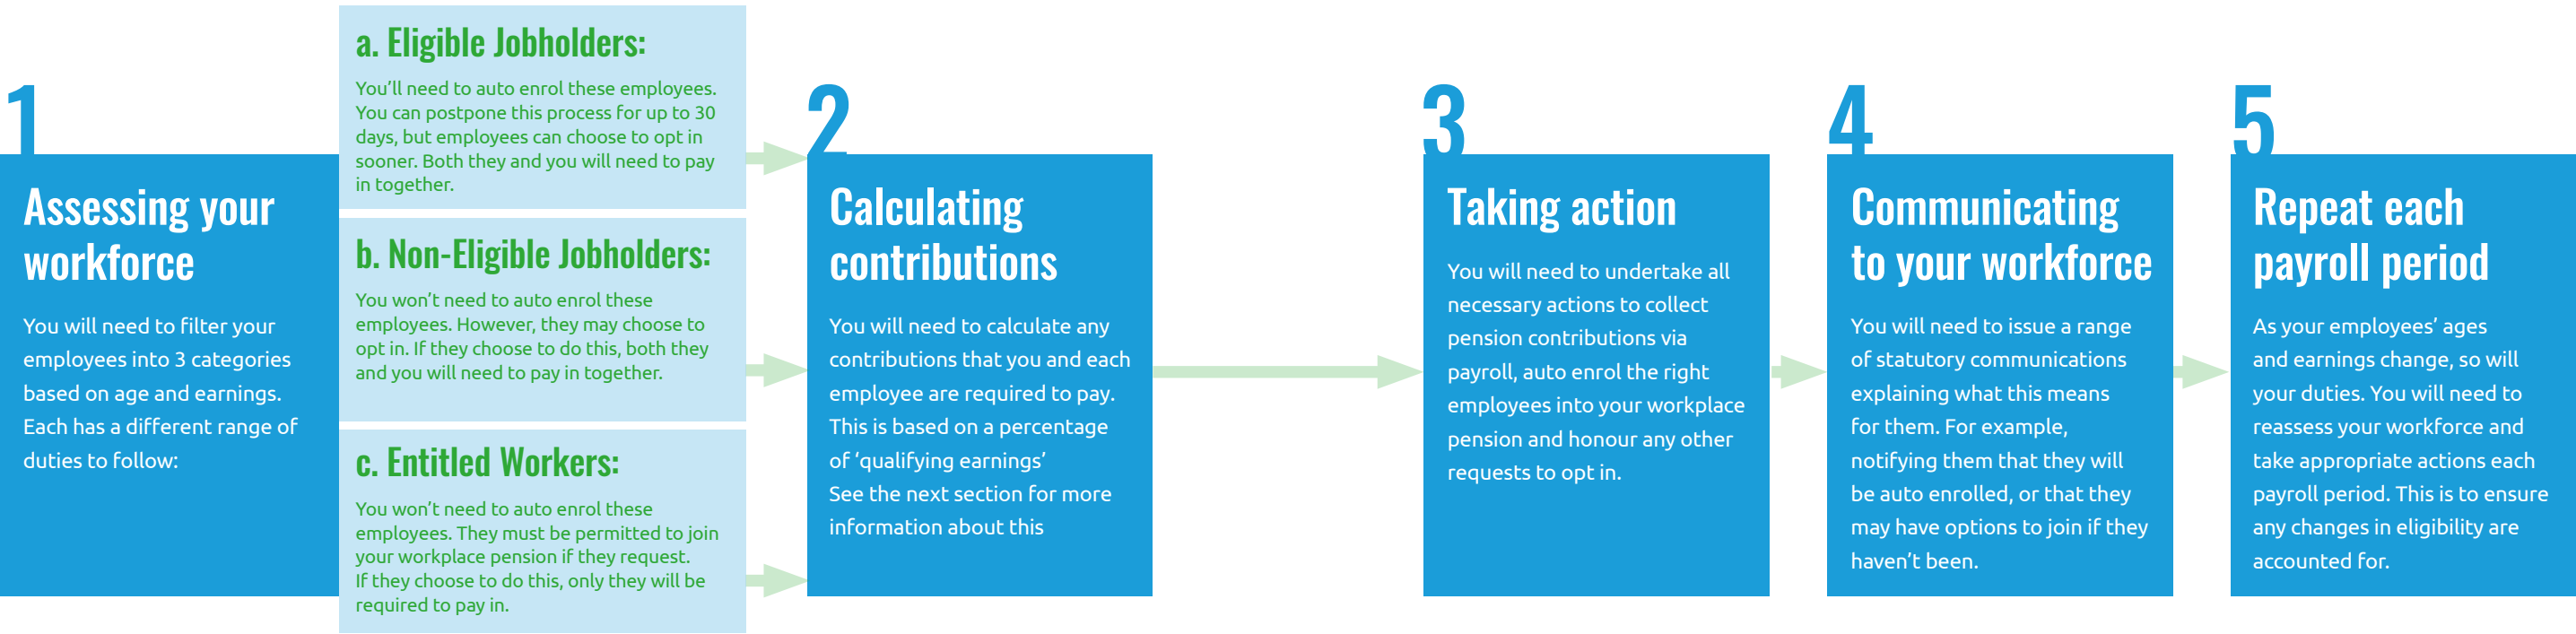 1
Assessing your
workforce
You will need to filter your
employees into 3 categories
based on age and earnings.
Each has a different range of
duties to follow:
a. Eligible Jobholders:
You’ll need to auto enrol these employees.
You can postpone this process for up to 30
days, but employees can choose to opt in
sooner. Both they and you will need to pay
in together.
b. Non-Eligible Jobholders:
You won’t need to auto enrol these
employees. However, they may choose to
opt in. If they choose to do this, both they
and you will need to pay in together.
c. Entitled Workers:
You won’t need to auto enrol these
employees. They must be permitted to join
your workplace pension if they request.
If they choose to do this, only they will be
required to pay in.
2
Calculating
contributions
You will need to calculate any
contributions that you and each
employee are required to pay.
This is based on a percentage
of ‘qualifying earnings’
See the next section for more
information about this
3
Taking action
You will need to undertake all
necessary actions to collect
pension contributions via
payroll, auto enrol the right
employees into your workplace
pension and honour any other
requests to opt in.
4
Communicating
to your workforce
You will need to issue a range
of statutory communications
explaining what this means
for them. For example,
notifying them that they will
be auto enrolled, or that they
may have options to join if they
haven’t been.
5
Repeat each
payroll period
As your employees’ ages
and earnings change, so will
your duties. You will need to
reassess your workforce and
take appropriate actions each
payroll period. This is to ensure
any changes in eligibility are
accounted for.